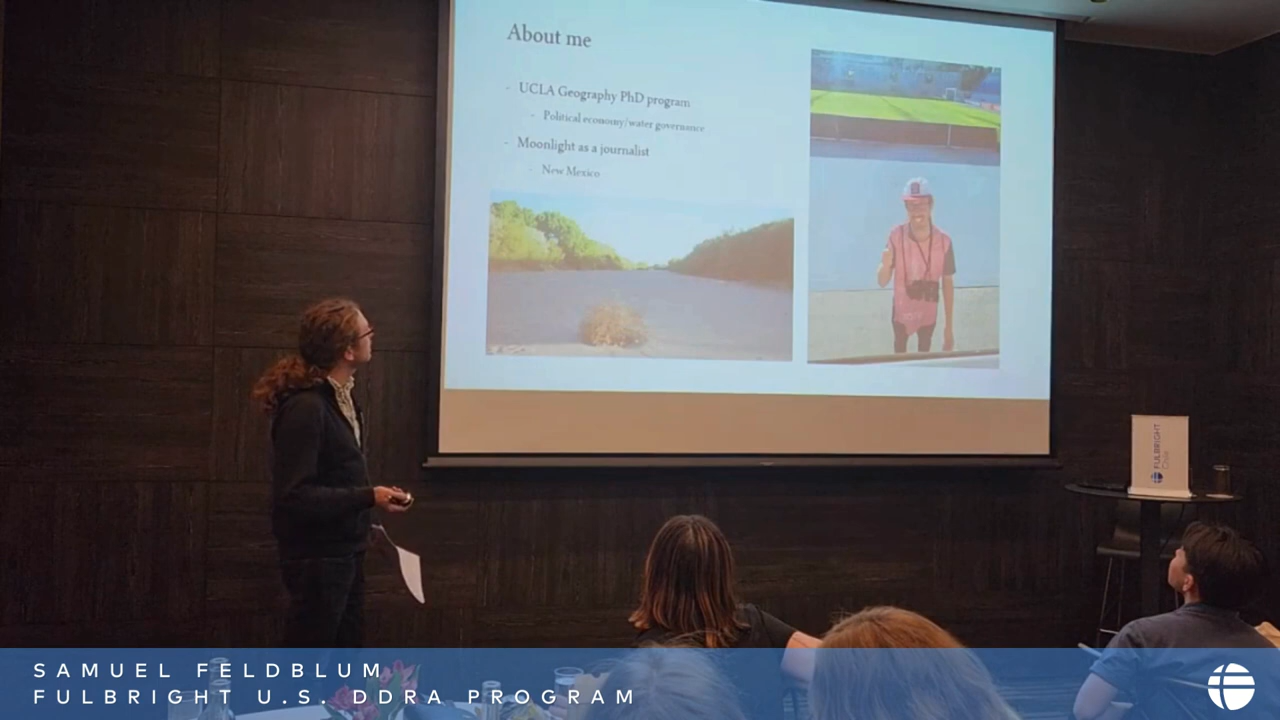 About me
- UCLA Geography PhD program
- Political economy/water governance
- Moonlight as a journalist
- New Mexico
FULBRIGHT
Chile
SAMUEL FELDBLUM
FULBRIGHT U.S. DDRA PROGRAM